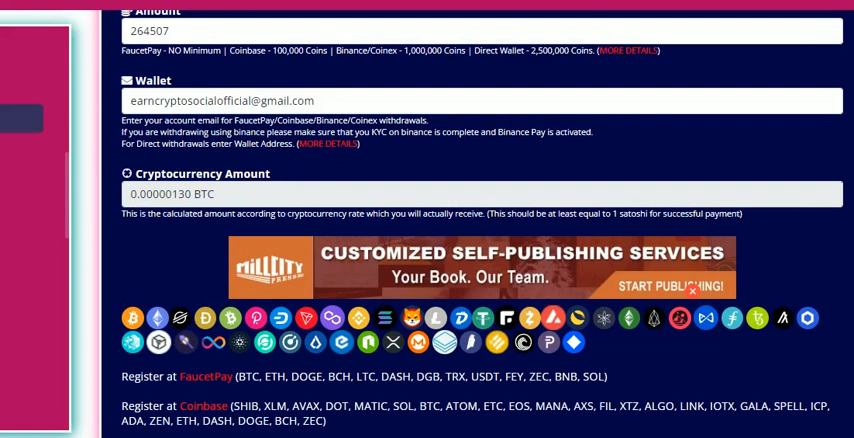 Amount
264507
FaucetPay - NO Minimum | Coinbase - 100,000 Coins | Binance/Coinex - 1,000,000 Coins | Direct Wallet - 2,500,000 Coins. (MORE DETAILS)
Wallet
earncryptosocialofficial@gmail.com
Enter your account email for FaucetPay/Coinbase/Binance/Coinex withdrawals.
If you are withdrawing using binance please make sure that you KYC on binance is complete and Binance Pay is activated.
For Direct withdrawals enter Wallet Address. (MORE DETAILS)
Cryptocurrency Amount
0.00000130 BTC
This is the calculated amount according to cryptocurrency rate which you will actually receive. (This should be at least equal to 1 satoshi for successful payment)
MILLCITY
PRESS
CUSTOMIZED SELF-PUBLISHING SERVICES
Your Book. Our Team.
START PUBLISHING!
Register at FaucetPay (BTC, ETH, DOGE, BCH, LTC, DASH, DGB, TRX, USDT, FEY, ZEC, BNB, SOL)
Register at Coinbase (SHIB, XLM, AVAX, DOT, MATIC, SOL, BTC, ATOM, ETC, EOS, MANA, AXS, FIL, XTZ, ALGO, LINK, IOTX, GALA, SPELL, ICP,
ADA, ZEN, ETH, DASH, DOGE, BCH, ZEC)